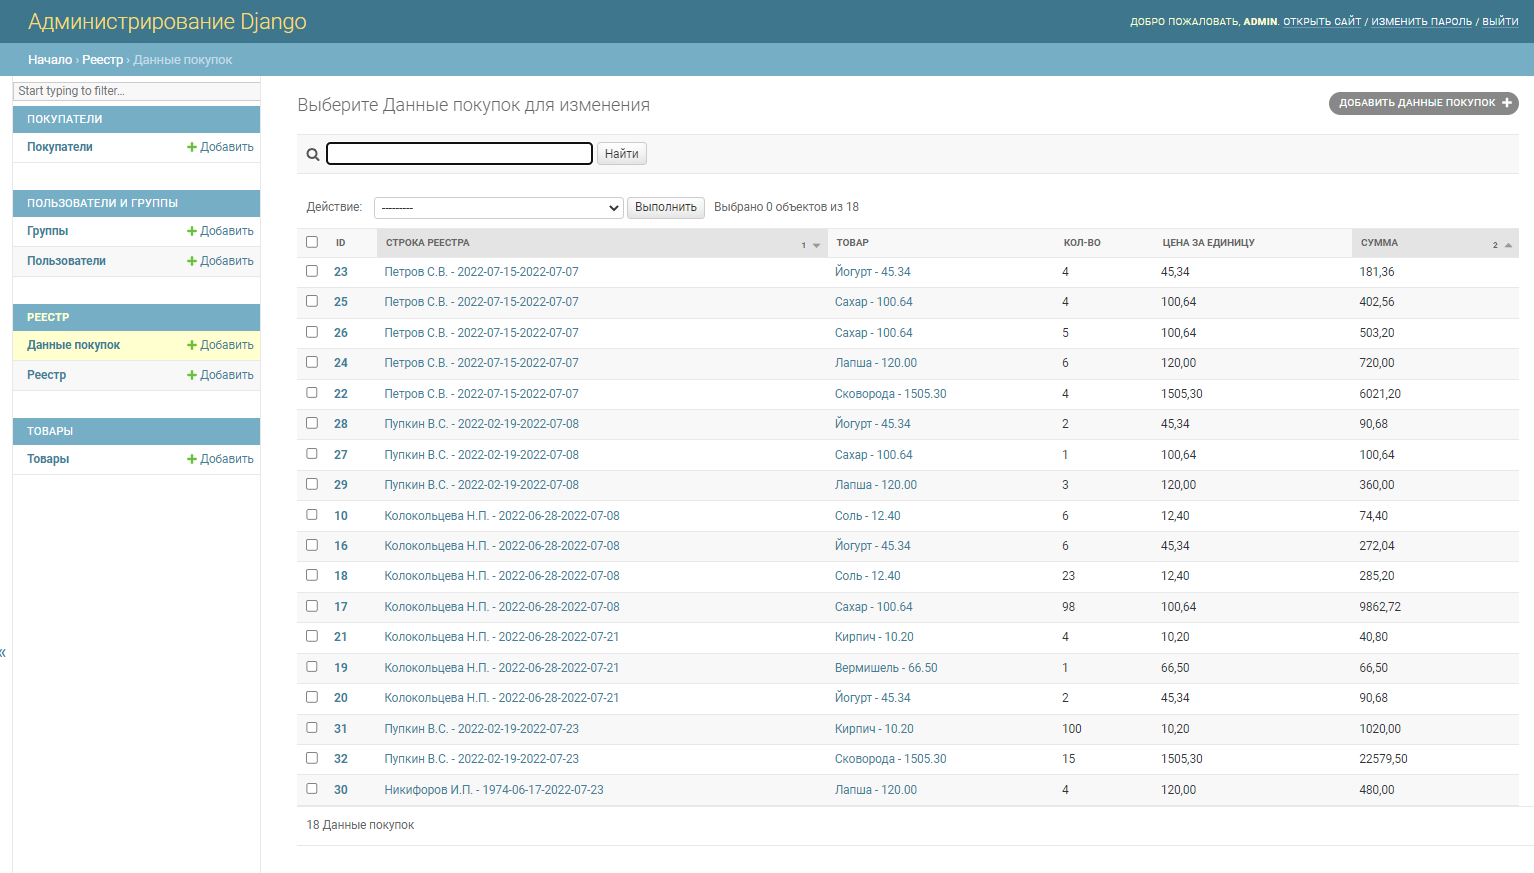 Администрирование Django
ДОБРО ПОЖАЛОВАТЬ, ADMIN. ОТКРЫТЬ САЙТ / ИЗМЕНИТЬ ПАРОЛЬ / ВЫЙТИ
Начало › Реестр › Данные покупок
Start typing to filter...
ПОКУПАТЕЛИ
Покупатели + Добавить
ПОЛЬЗОВАТЕЛИ И ГРУППЫ
Группы + Добавить
Пользователи + Добавить
РЕЕСТР
Данные покупок + Добавить
Реестр + Добавить
ТОВАРЫ
Товары + Добавить
«
Выберите Данные покупок для изменения
ДОБАВИТЬ ДАННЫЕ ПОКУПОК +
Найти
Действие: --------- Выполнить Выбрано 0 объектов из 18
ID СТРОКА РЕЕСТРА 1 ТОВАР КОЛ-ВО ЦЕНА ЗА ЕДИНИЦУ СУММА 2
23 Петров С.В. - 2022-07-15-2022-07-07 Йогурт - 45.34 4 45,34 181,36
25 Петров С.В. - 2022-07-15-2022-07-07 Сахар - 100.64 4 100,64 402,56
26 Петров С.В. - 2022-07-15-2022-07-07 Сахар - 100.64 5 100,64 503,20
24 Петров С.В. - 2022-07-15-2022-07-07 Лапша - 120.00 6 120,00 720,00
22 Петров С.В. - 2022-07-15-2022-07-07 Сковорода - 1505.30 4 1505,30 6021,20
28 Пупкин В.С. - 2022-02-19-2022-07-08 Йогурт - 45.34 2 45,34 90,68
27 Пупкин В.С. - 2022-02-19-2022-07-08 Сахар - 100.64 1 100,64 100,64
29 Пупкин В.С. - 2022-02-19-2022-07-08 Лапша - 120.00 3 120,00 360,00
10 Колокольцева Н.П. - 2022-06-28-2022-07-08 Соль - 12.40 6 12,40 74,40
16 Колокольцева Н.П. - 2022-06-28-2022-07-08 Йогурт - 45.34 6 45,34 272,04
18 Колокольцева Н.П. - 2022-06-28-2022-07-08 Соль - 12.40 23 12,40 285,20
17 Колокольцева Н.П. - 2022-06-28-2022-07-08 Сахар - 100.64 98 100,64 9862,72
21 Колокольцева Н.П. - 2022-06-28-2022-07-21 Кирпич - 10.20 4 10,20 40,80
19 Колокольцева Н.П. - 2022-06-28-2022-07-21 Вермишель - 66.50 1 66,50 66,50
20 Колокольцева Н.П. - 2022-06-28-2022-07-21 Йогурт - 45.34 2 45,34 90,68
31 Пупкин В.С. - 2022-02-19-2022-07-23 Кирпич - 10.20 100 10,20 1020,00
32 Пупкин В.С. - 2022-02-19-2022-07-23 Сковорода - 1505.30 15 1505,30 22579,50
30 Никифоров И.П. - 1974-06-17-2022-07-23 Лапша - 120.00 4 120,00 480,00
18 Данные покупок